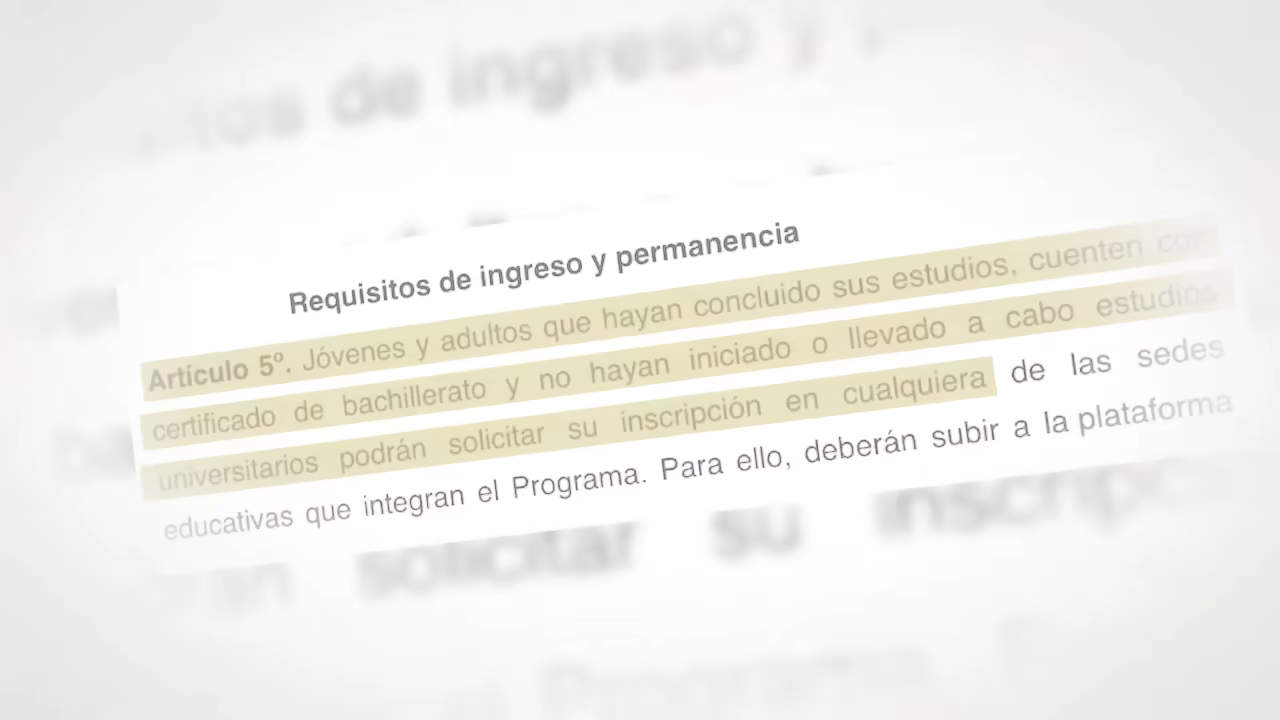 Requisitos de ingreso y permanencia
Artículo 5º. Jóvenes y adultos que hayan concluido sus estudios, cuenten con
certificado de bachillerato y no hayan iniciado o llevado a cabo estudios
universitarios podrán solicitar su inscripción en cualquiera de las sedes
educativas que integran el Programa. Para ello, deberán subir a la plataforma